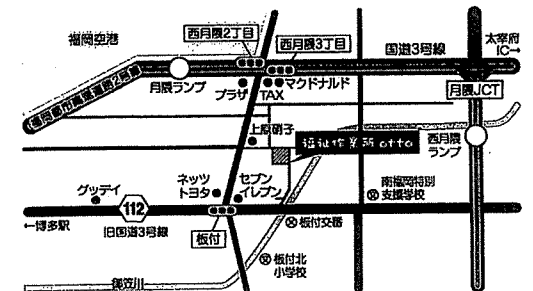 福岡空港
西月隈2丁目
西月隈3丁目
国道3号線
太宰府
IC→
福岡都市高速道路2号線
月隈ランプ
プラザ
TAX
マクドナルド
月隈JCT
上原硝子
福祉作業所 otto
西月隈
ランプ
グッデイ
ネッツ
トヨタ
セブン
イレブン
南福岡特別
支援学校
112
←博多駅
旧国道3号線
板付
板付交番
板付北
小学校
御笠川